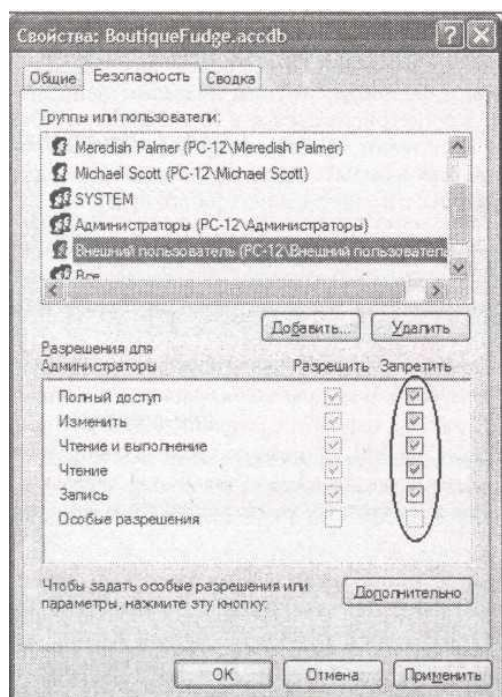 Свойства: BoutiqueFudge.accdb
Общие Безопасность Сводка
Группы или пользователи:
Meredish Palmer (PC-12\Meredish Palmer)
Michael Scott (PC-12\Michael Scott)
SYSTEM
Администраторы (PC-12\Администраторы)
Внешний пользователь (PC-12\Внешний пользователь
Все
Добавить... Удалить
Разрешения для
Администраторы Разрешить Запретить
Полный доступ
Изменить
Чтение и выполнение
Чтение
Запись
Особые разрешения
Чтобы задать особые разрешения или
параметры, нажмите эту кнопку: Дополнительно
OK Отмена Применить